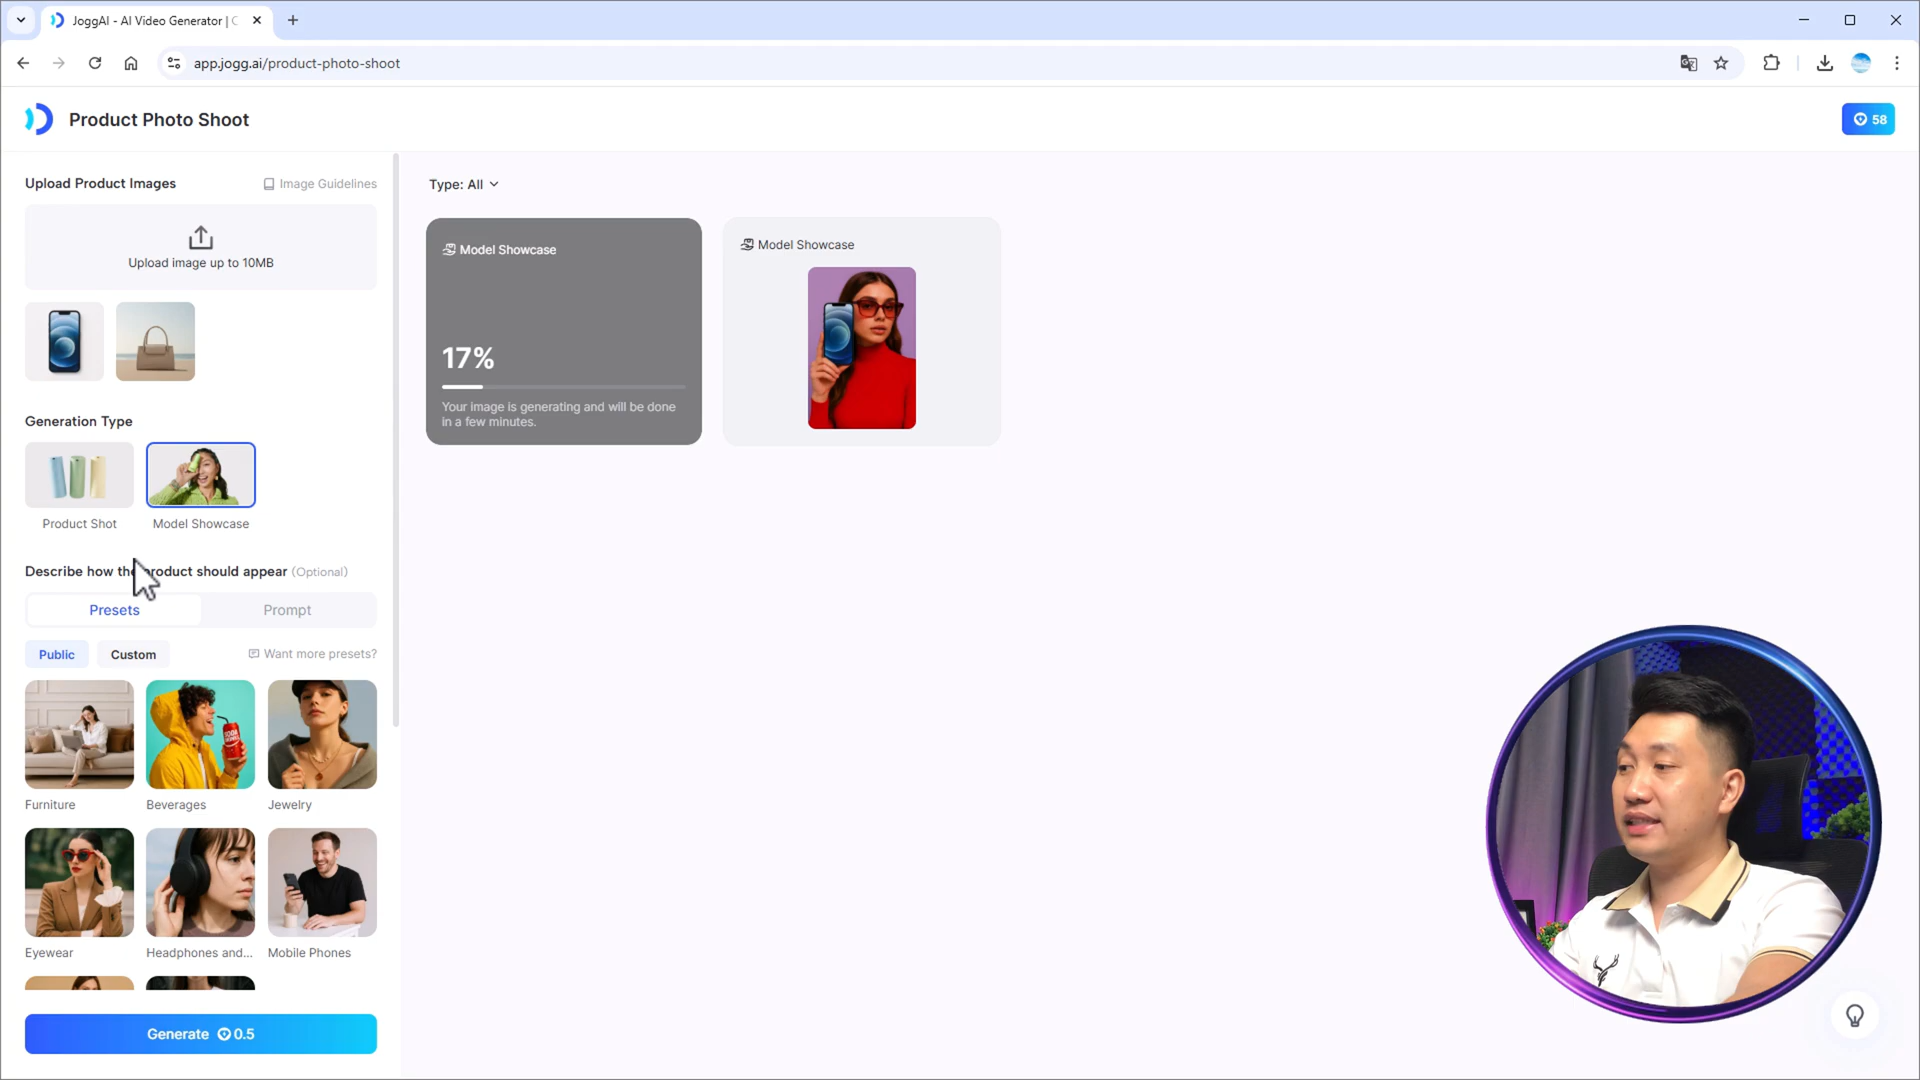 JoggAI - AI Video Generator | C
app.jogg.ai/product-photo-shoot
Product Photo Shoot
58
Upload Product Images
Image Guidelines
Upload image up to 10MB
Generation Type
Product Shot
Model Showcase
Describe how the product should appear (Optional)
Presets
Prompt
Public
Custom
Want more presets?
Furniture
Beverages
Jewelry
Eyewear
Headphones and...
Mobile Phones
Generate 0.5
Type: All
Model Showcase
17%
Your image is generating and will be done
in a few minutes.
Model Showcase